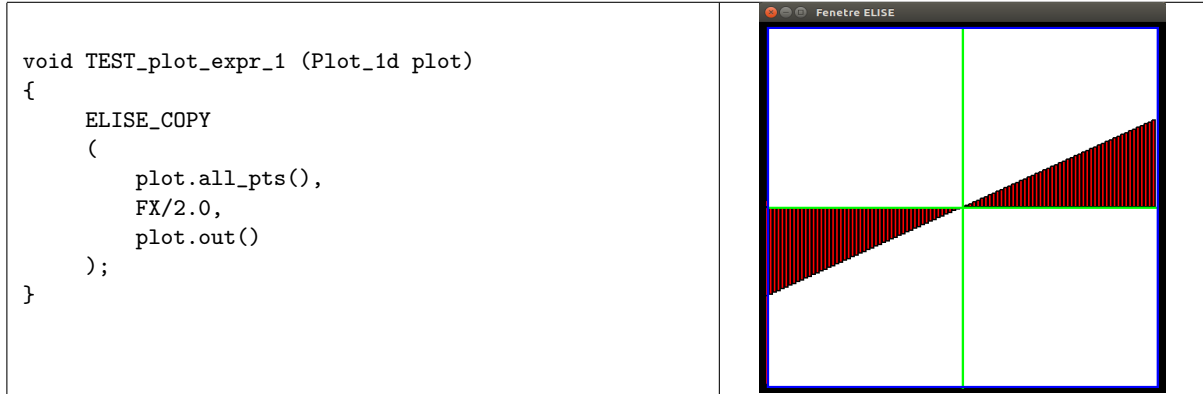 void TEST_plot_expr_1 (Plot_1d plot)
{
ELISE_COPY
(
plot.all_pts(),
FX/2.0,
plot.out()
);
}
Fenetre ELISE